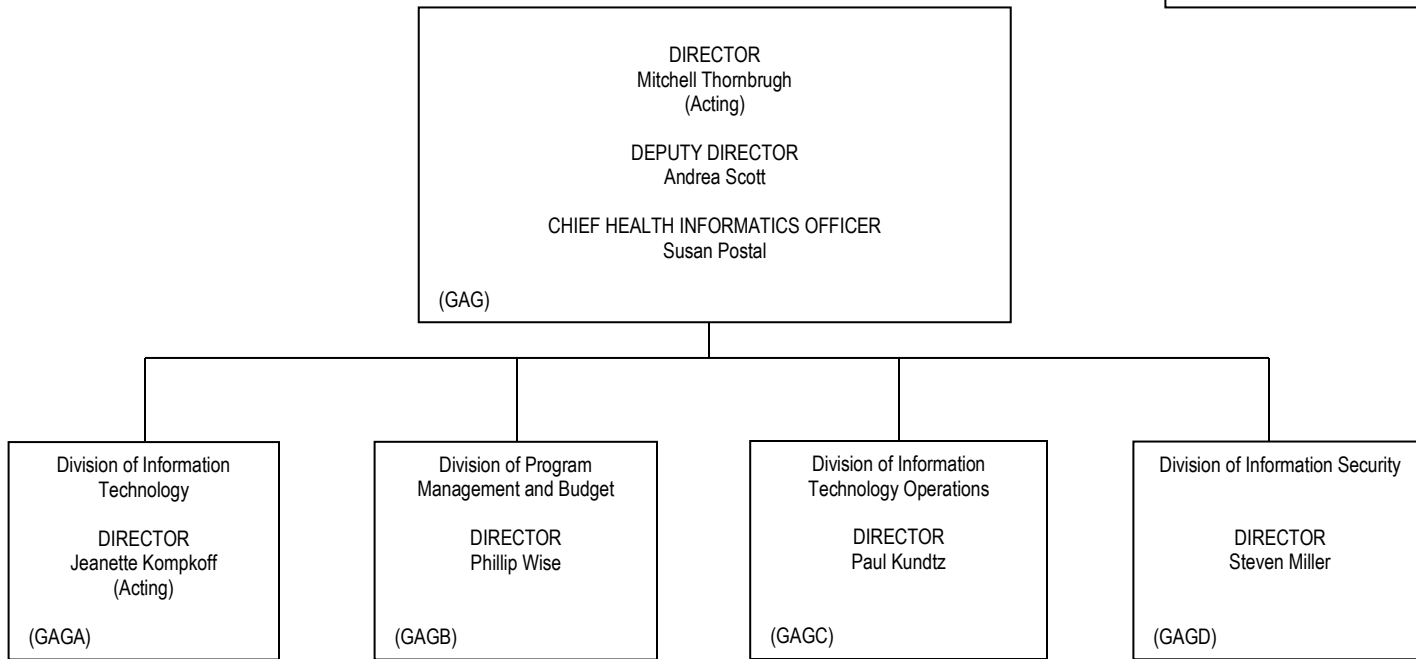 DIRECTOR
Mitchell Thornbrugh
(Acting)
DEPUTY DIRECTOR
Andrea Scott
CHIEF HEALTH INFORMATICS OFFICER
Susan Postal
(GAG)
Division of Information
Technology
DIRECTOR
Jeanette Kompkoff
(Acting)
(GAGA)
Division of Program
Management and Budget
DIRECTOR
Phillip Wise
(GAGB)
Division of Information
Technology Operations
DIRECTOR
Paul Kundtz
(GAGC)
Division of Information Security
DIRECTOR
Steven Miller
(GAGD)